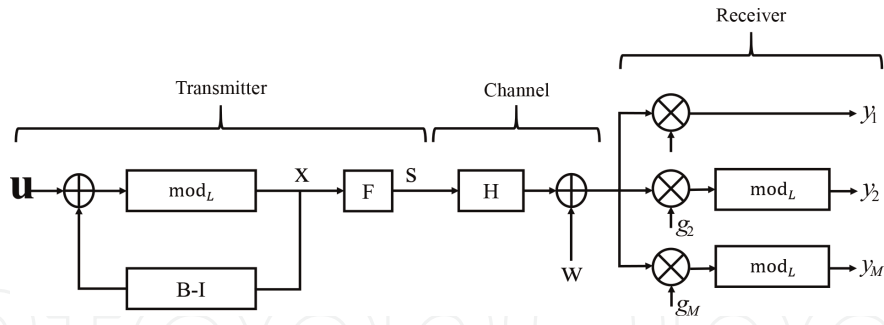 Receiver
Transmitter
Channel
u
mod_L
x
F
s
H
w
B-I
y_1
g_2
mod_L
y_2
g_M
mod_L
y_M